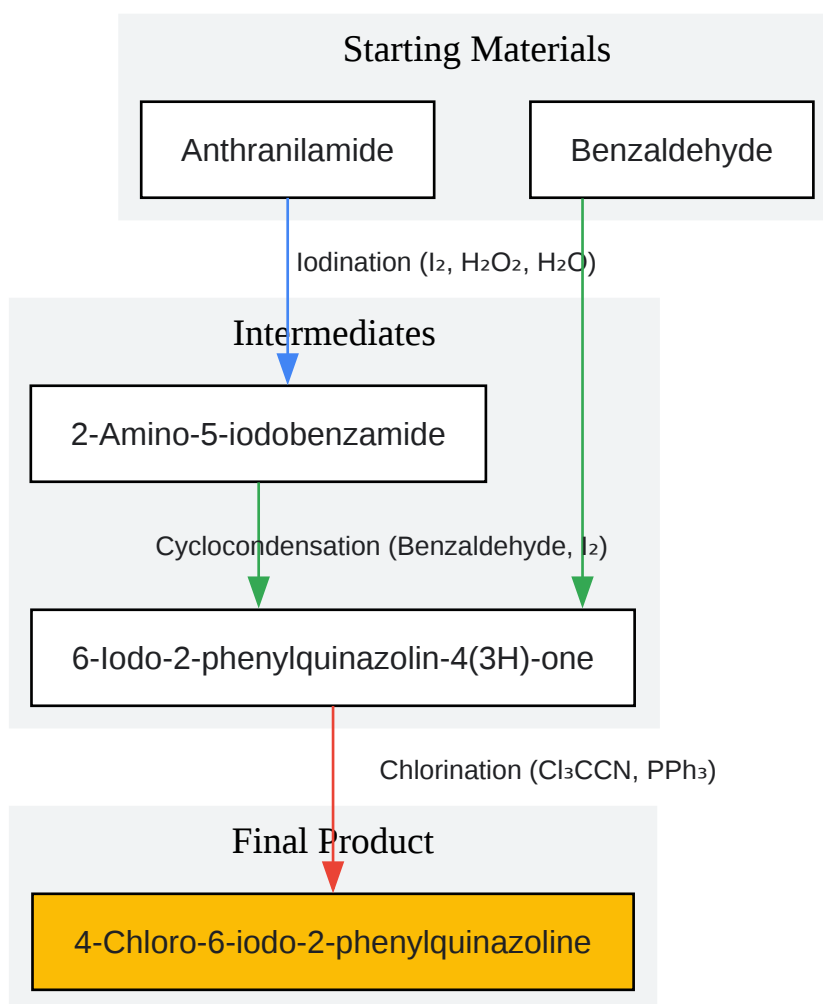 Starting Materials
Anthranilamide
Benzaldehyde
Iodination (I₂, H₂O₂, H₂O)
Intermediates
2-Amino-5-iodobenzamide
Cyclocondensation (Benzaldehyde, I₂)
6-Iodo-2-phenylquinazolin-4(3H)-one
Chlorination (Cl₃CCN, PPh₃)
Final Product
4-Chloro-6-iodo-2-phenylquinazoline